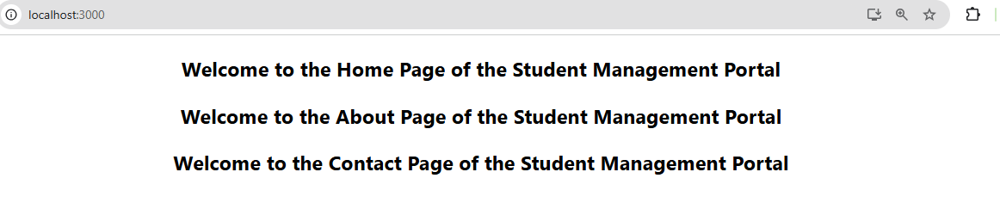 localhost:3000
Welcome to the Home Page of the Student Management Portal
Welcome to the About Page of the Student Management Portal
Welcome to the Contact Page of the Student Management Portal